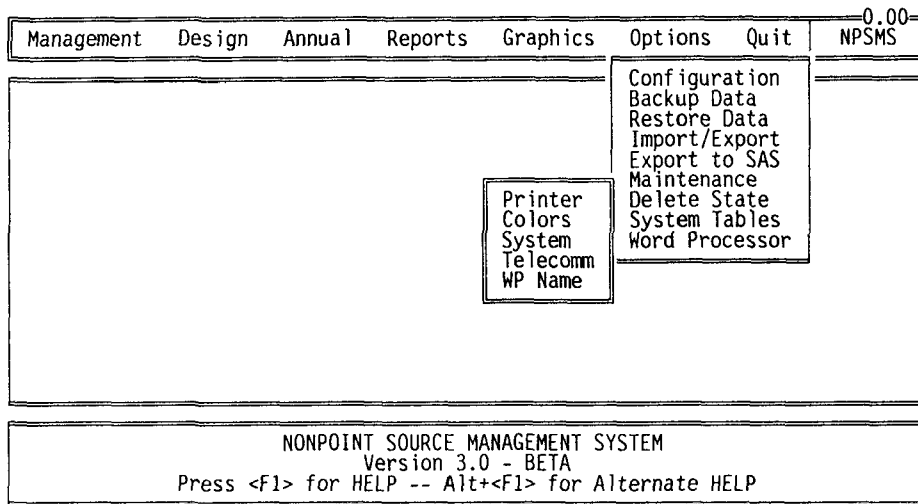 0.00
Management Design Annual Reports Graphics Options Quit NPSMS
Configuration
Backup Data
Restore Data
Import/Export
Export to SAS
Maintenance
Delete State
System Tables
Word Processor
Printer
Colors
System
Telecomm
WP Name
NONPOINT SOURCE MANAGEMENT SYSTEM
Version 3.0 - BETA
Press <F1> for HELP -- Alt+<F1> for Alternate HELP